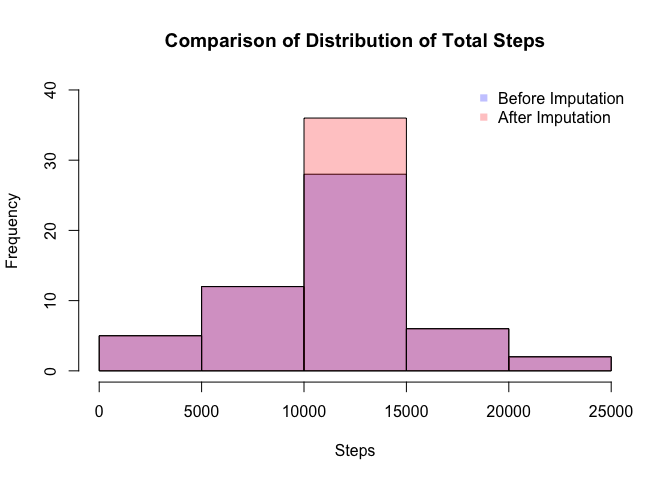 Comparison of Distribution of Total Steps
Before Imputation
After Imputation
Frequency
40
30
20
10
0
0 5000 10000 15000 20000 25000
Steps